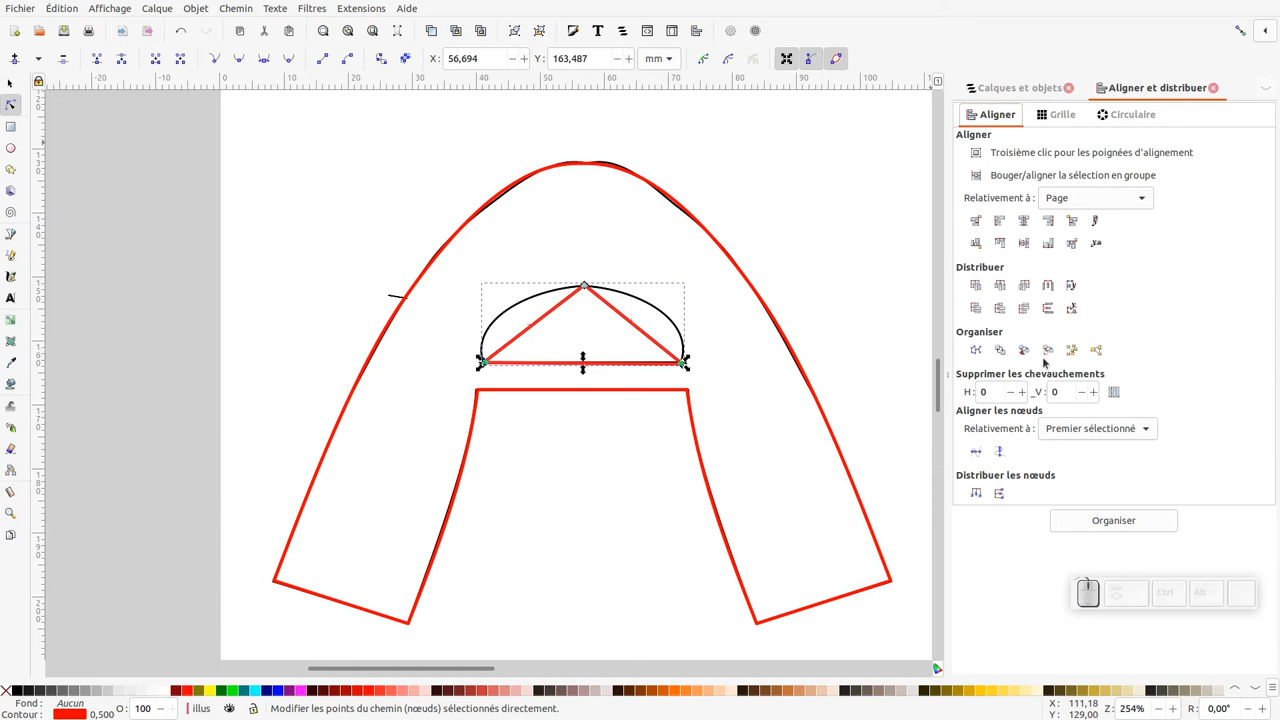 Fichier Édition Calque Objet Chemin Texte Filtres Extensions Aide
X: 56,694 Y: 163,487 mm
-20 -10 0 10 20 30 40 50 60 70 80 90 100
Calques et objets Aligner et distribuer
Aligner Grille Circulaire
Aligner
Troisième clic pour les poignées d'alignement
Bouger/aligner la sélection en groupe
Relativement à : Page
Distribuer
Organiser
Supprimer les chevauchements
H: 0 _V: 0
Aligner les nœuds
Relativement à : Premier sélectionné
Distribuer les nœuds
Organiser
Ctrl Alt
Fond : Aucun
Contour : 0,500 O: 100 illus Modifier les points du chemin (nœuds) sélectionnés directement. X: 111,18 Y: 129,00 Z: 254% R: 0,00°